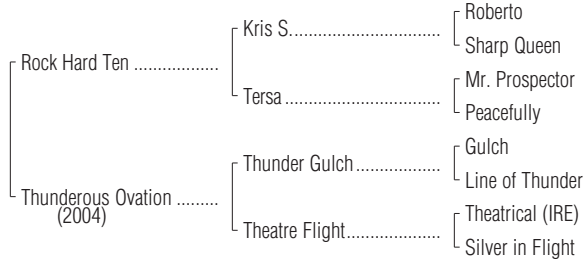 Roberto
Kris S.
Sharp Queen
Rock Hard Ten
Mr. Prospector
Tersa
Peacefully
Gulch
Thunder Gulch
Line of Thunder
Thunderous Ovation
(2004)
Theatrical (IRE)
Theatre Flight
Silver in Flight